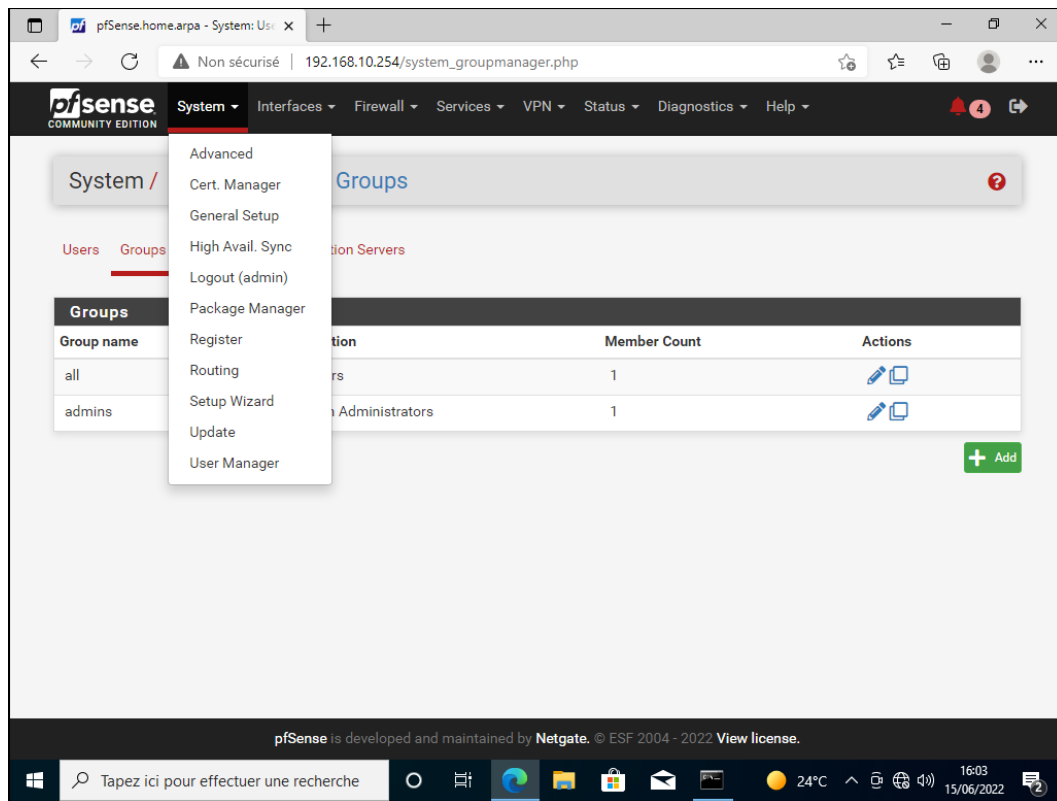 pfSense.home.arpa - System: Use
Non sécurisé | 192.168.10.254/system_groupmanager.php
pfsense System Interfaces Firewall Services VPN Status Diagnostics Help 4
COMMUNITY EDITION
Advanced
System / Cert. Manager Groups
General Setup
Users Groups High Avail. Sync tion Servers
Logout (admin)
Groups Package Manager
Group name Register tion Member Count Actions
all Routing rs 1
admins Setup Wizard Administrators 1
Update
User Manager Add
pfSense is developed and maintained by Netgate. © ESF 2004 - 2022 View license.
Tapez ici pour effectuer une recherche 24°C 16:03
15/06/2022 2